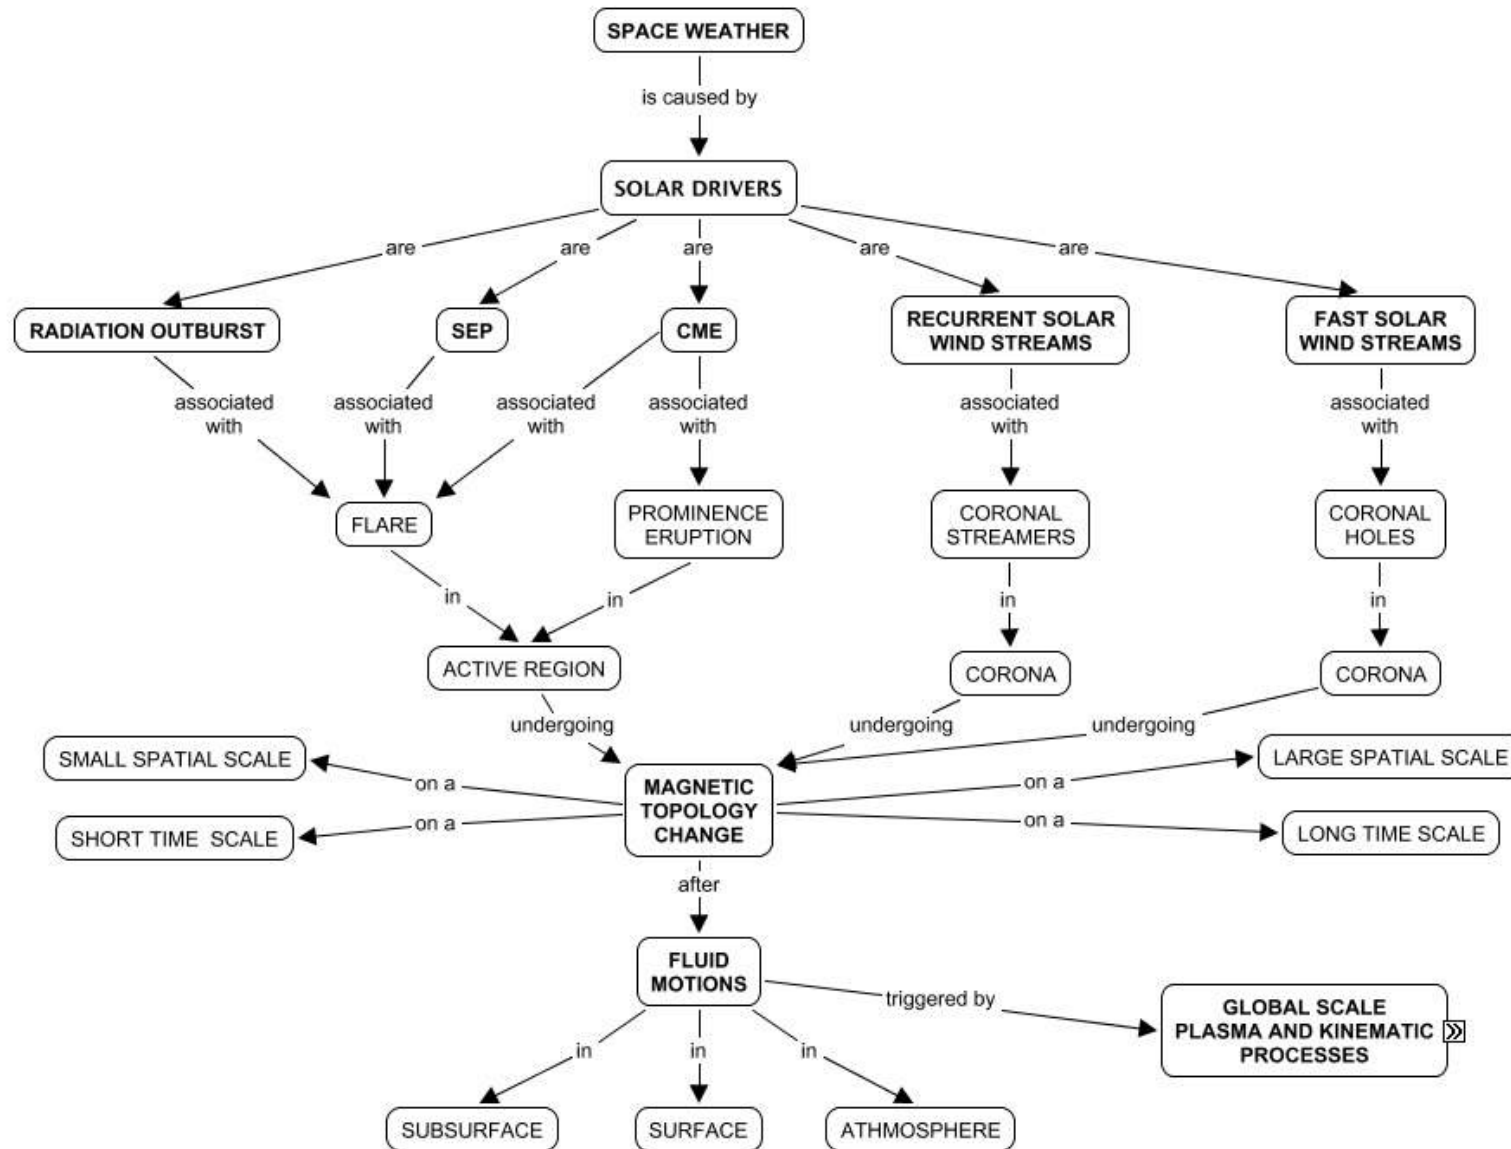 SPACE WEATHER
is caused by
SOLAR DRIVERS
are
are
are
are
are
RADIATION OUTBURST
SEP
CME
RECURRENT SOLAR
WIND STREAMS
FAST SOLAR
WIND STREAMS
associated
with
associated
with
associated
with
associated
with
associated
with
associated
with
FLARE
PROMINENCE
ERUPTION
CORONAL
STREAMERS
CORONAL
HOLES
in
in
in
in
ACTIVE REGION
CORONA
CORONA
undergoing
undergoing
undergoing
SMALL SPATIAL SCALE
on a
MAGNETIC
TOPOLOGY
CHANGE
on a
LARGE SPATIAL SCALE
SHORT TIME SCALE
on a
on a
LONG TIME SCALE
after
FLUID
MOTIONS
triggered by
GLOBAL SCALE
PLASMA AND KINEMATIC
PROCESSES
in
in
in
SUBSURFACE
SURFACE
ATHMOSPHERE